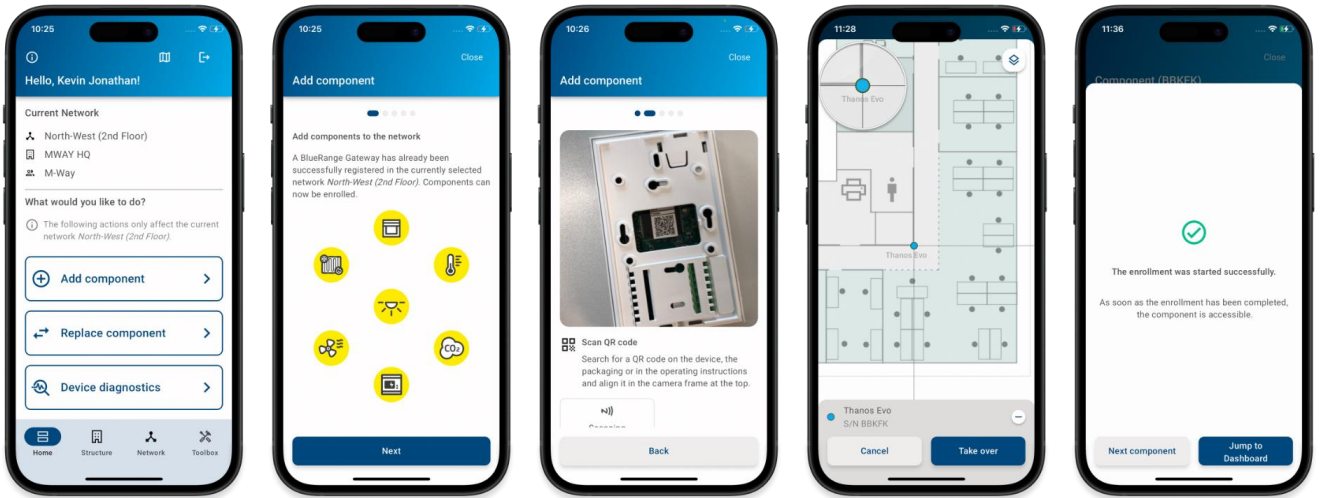 10:25
Hello, Kevin Jonathan!
Current Network
North-West (2nd Floor)
MWAY HQ
M-Way
What would you like to do?
The following actions only affect the current
network North-West (2nd Floor).
Add component
Replace component
Device diagnostics
Home
Structure
Network
Toolbox
10:25
Close
Add component
Add components to the network
A BlueRange Gateway has already been
successfully registered in the currently selected
network North-West (2nd Floor). Components can
now be enrolled.
CO2
Next
10:26
Close
Add component
Scan QR code
Search for a QR code on the device, the
packaging or in the operating instructions
and align it in the camera frame at the top.
Back
11:28
Thanos Evo
Thanos Evo
Thanos Evo
S/N BBKFK
Cancel
Take over
11:36
Close
Component (BBKFK)
The enrollment was started successfully.
As soon as the enrollment has been completed,
the component is accessible.
Next component
Jump to
Dashboard